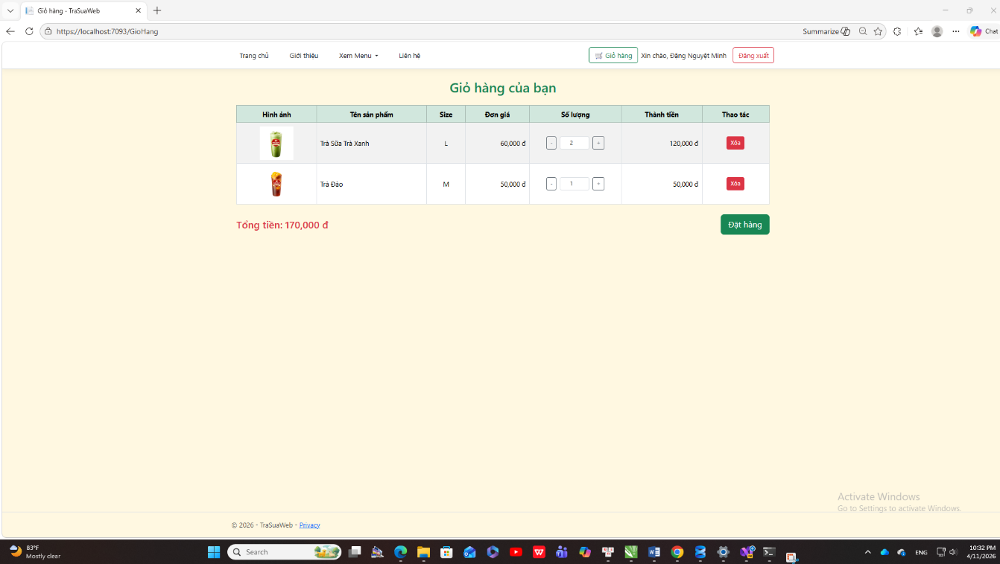 Giỏ hàng - TraSuaWeb
https://localhost:7093/GioHang
Summarize
Chat
Trang chủ Giới thiệu Xem Menu Liên hệ
Giỏ hàng Xin chào, Đặng Nguyệt Minh Đăng xuất
Giỏ hàng của bạn
Hình ảnh Tên sản phẩm Size Đơn giá Số lượng Thành tiền Thao tác
Trà Sữa Trà Xanh L 60,000 đ - 2 + 120,000 đ Xóa
Trà Đào M 50,000 đ - 1 + 50,000 đ Xóa
Tổng tiền: 170,000 đ
Đặt hàng
Activate Windows
Go to Settings to activate Windows.
© 2026 - TraSuaWeb - Privacy
83°F
Mostly clear
Search
ENG
10:32 PM
4/11/2026